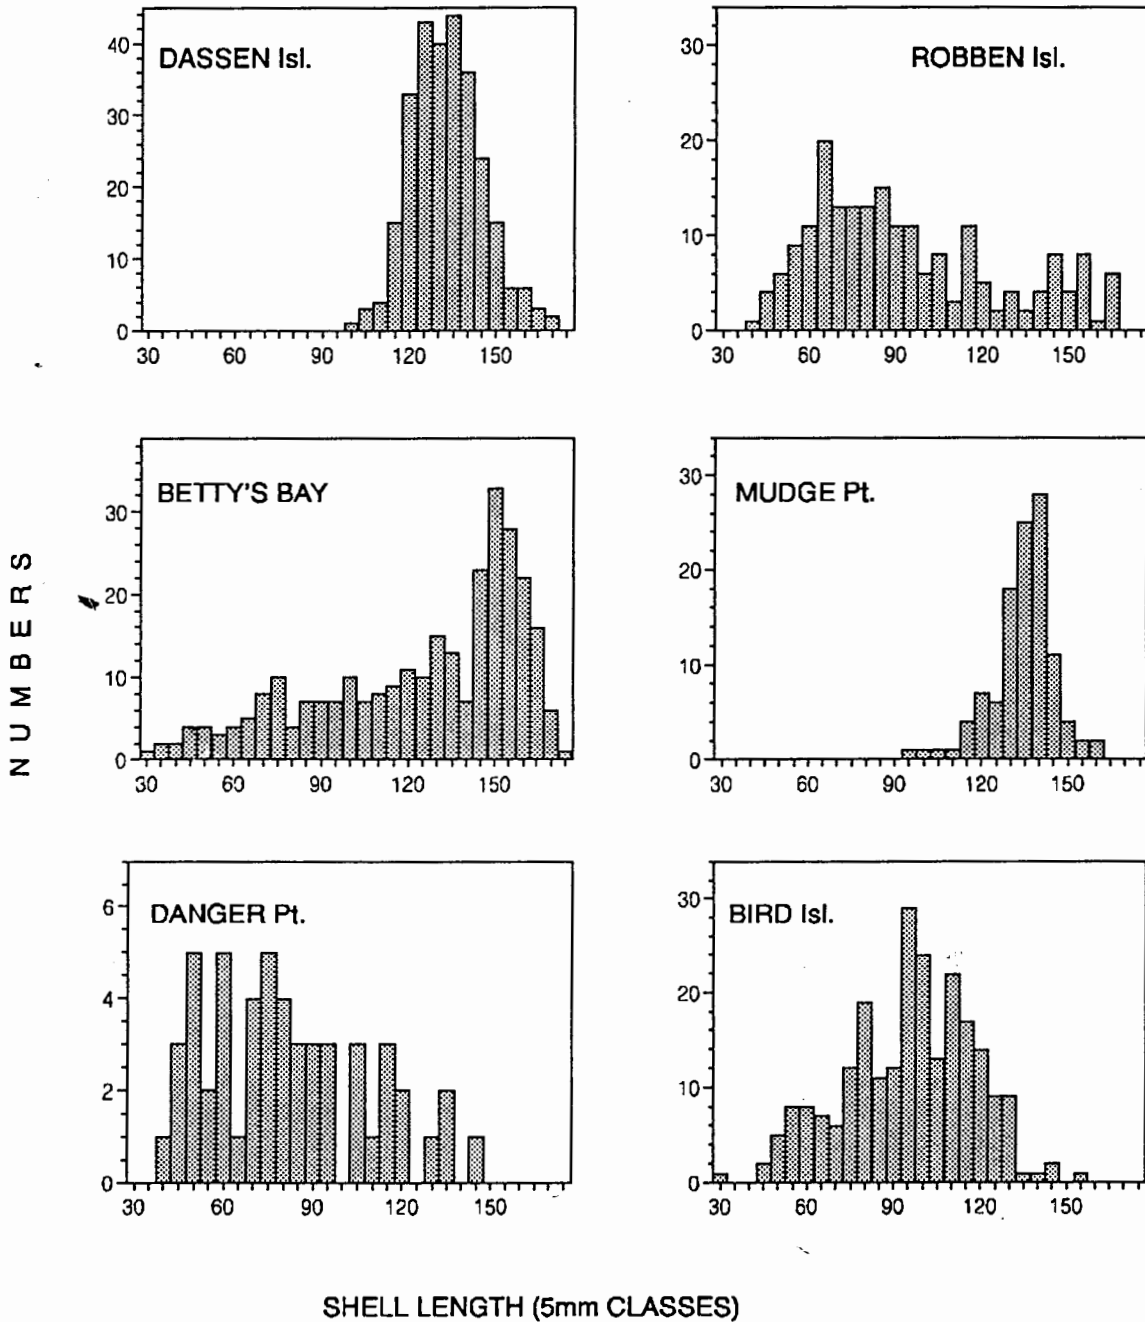 DASSEN Isl.
40
30
20
10
0
30 60 90 120 150
ROBBEN Isl.
30
20
10
0
30 60 90 120 150
BETTY'S BAY
30
20
10
0
30 60 90 120 150
MUDGE Pt.
30
20
10
0
30 60 90 120 150
DANGER Pt.
6
4
2
0
30 60 90 120 150
BIRD Isl.
30
20
10
0
30 60 90 120 150
NUMBERS
SHELL LENGTH (5mm CLASSES)